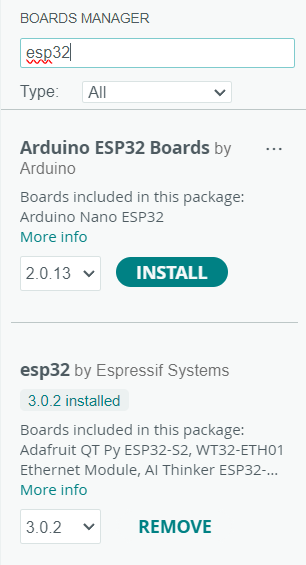 BOARDS MANAGER
esp32
Type: All
Arduino ESP32 Boards by ...
Arduino
Boards included in this package:
Arduino Nano ESP32
More info
2.0.13 INSTALL
esp32 by Espressif Systems
3.0.2 installed
Boards included in this package:
Adafruit QT Py ESP32-S2, WT32-ETH01
Ethernet Module, AI Thinker ESP32-...
More info
3.0.2 REMOVE